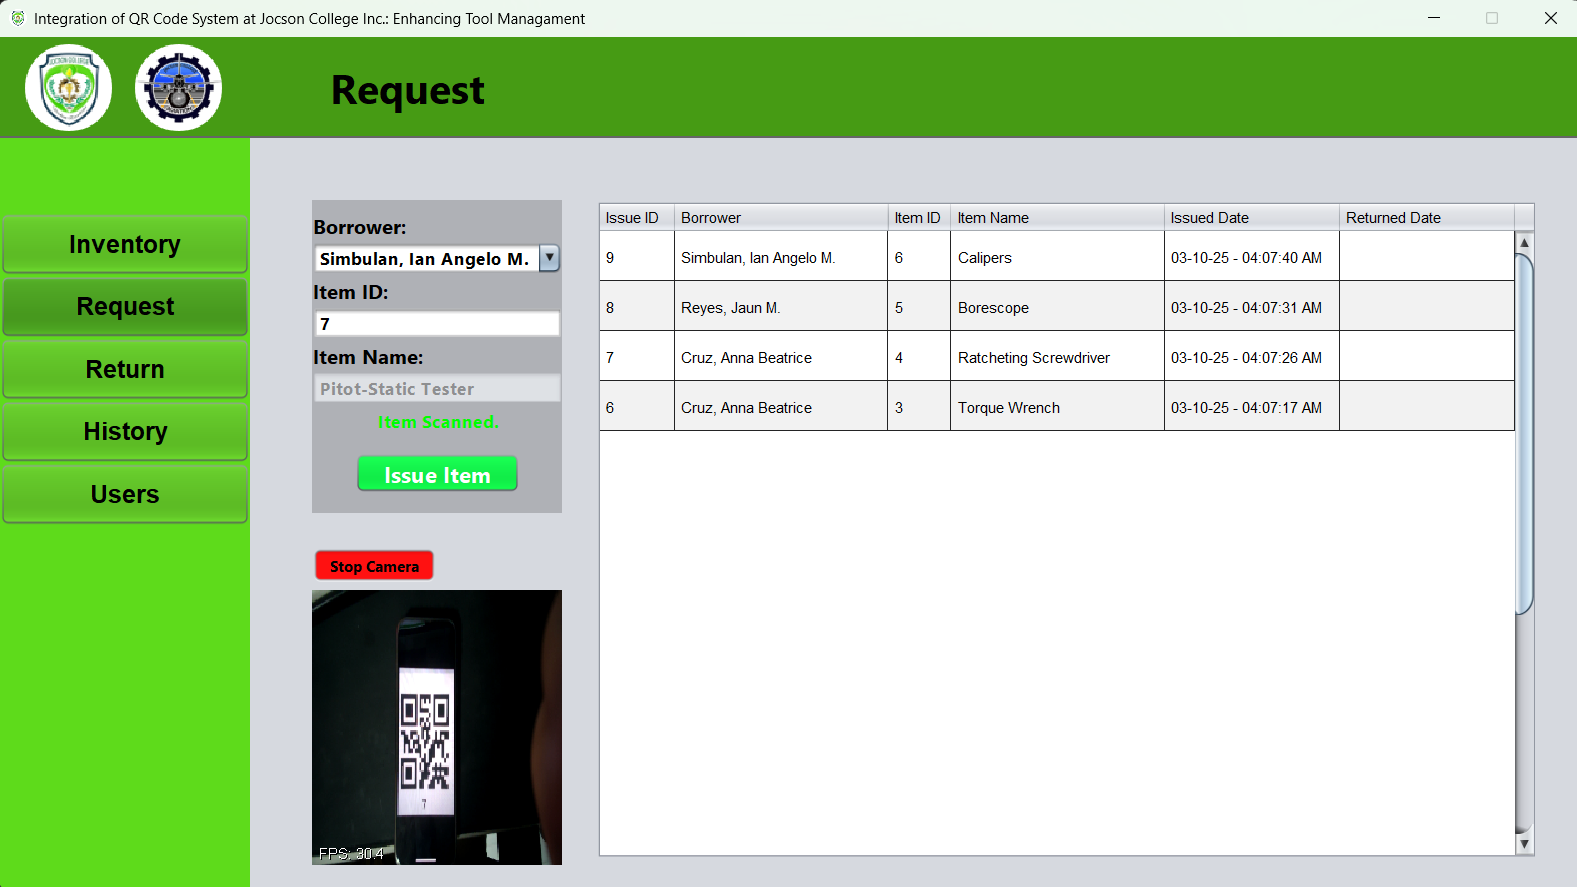 Integration of QR Code System at Jocson College Inc.: Enhancing Tool Managament
Request
Inventory
Request
Return
History
Users
Borrower:
Simbulan, Ian Angelo M.
Item ID:
7
Item Name:
Pitot-Static Tester
Item Scanned.
Issue Item
Stop Camera
7
FPS: 30.4
Issue ID Borrower Item ID Item Name Issued Date Returned Date
9 Simbulan, Ian Angelo M. 6 Calipers 03-10-25 - 04:07:40 AM
8 Reyes, Jaun M. 5 Borescope 03-10-25 - 04:07:31 AM
7 Cruz, Anna Beatrice 4 Ratcheting Screwdriver 03-10-25 - 04:07:26 AM
6 Cruz, Anna Beatrice 3 Torque Wrench 03-10-25 - 04:07:17 AM